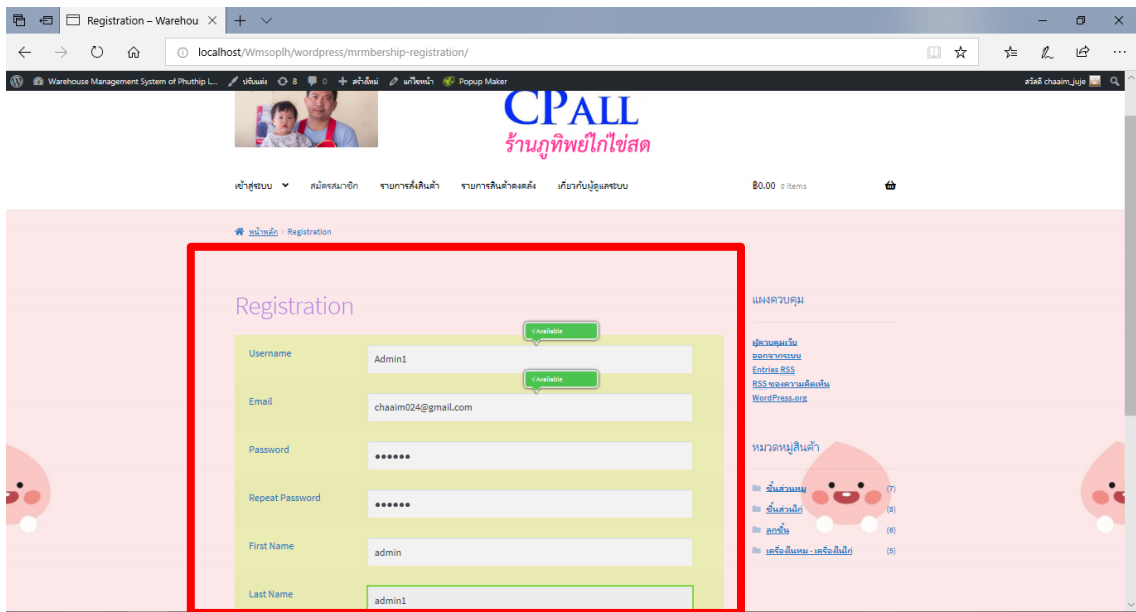 Registration – Warehou
localhost/Wmsoplh/wordpress/mrmbership-registration/
Warehouse Management System of Phuthip L... ปรับแต่ง 8 0 สร้างใหม่ แก้ไขหน้า Popup Maker สวัสดี chaaim_juje
CPALL
ร้านภูทิพย์ไก่ไข่สด
เข้าสู่ระบบ สมัครสมาชิก รายการสั่งสินค้า รายการสินค้าคงคลัง เกี่ยวกับผู้ดูแลระบบ ฿0.00 0 items
หน้าหลัก › Registration
Registration
√ Available
Username Admin1
√ Available
Email chaaim024@gmail.com
Password ●●●●●●
Repeat Password ●●●●●●
First Name admin
Last Name admin1
แผงควบคุม
ผู้ควบคุมเว็บ
ออกจากระบบ
Entries RSS
RSS ของความคิดเห็น
WordPress.org
หมวดหมู่สินค้า
ชิ้นส่วนหมู (7)
ชิ้นส่วนไก่ (8)
ลูกชิ้น (6)
เครื่องในหมู - เครื่องในไก่ (5)